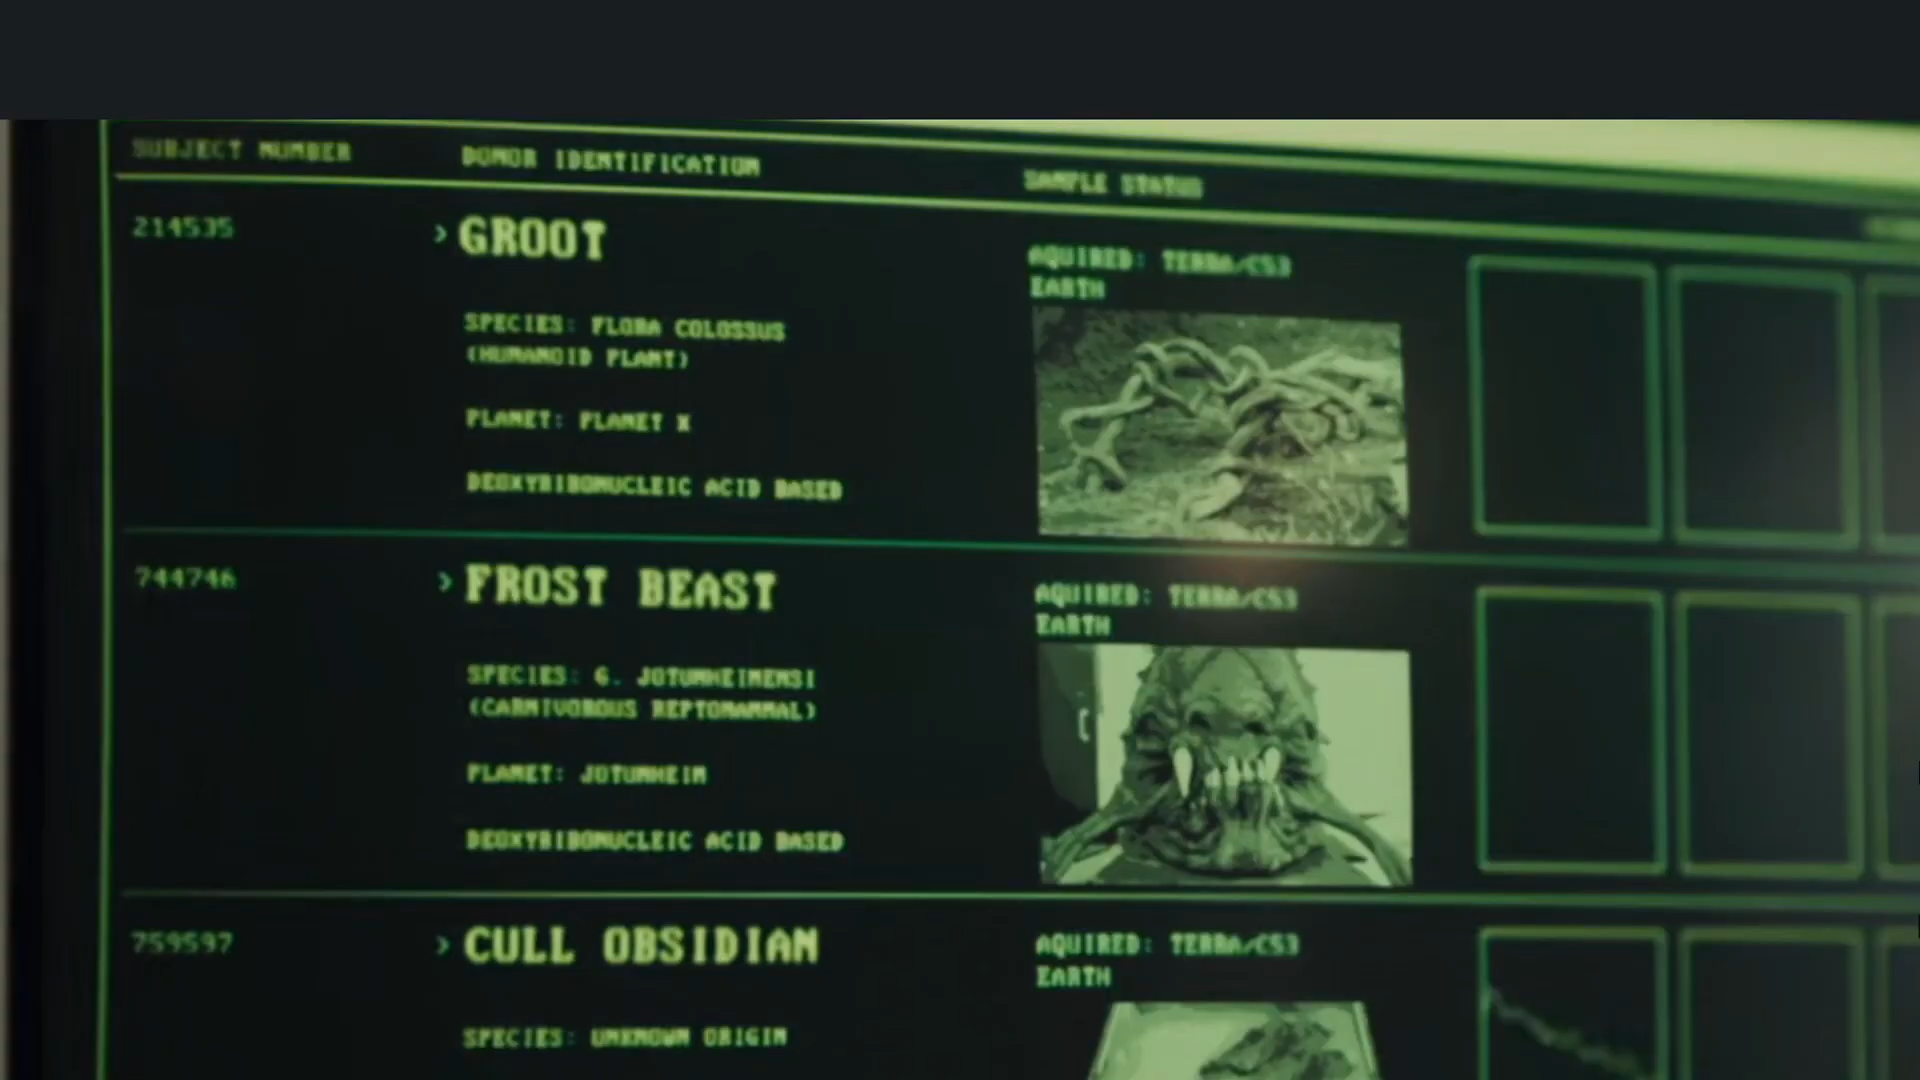 SUBJECT NUMBER DONOR IDENTIFICATION SAMPLE STATUS
214535 › GROOT
AQUIRED: TERRA/CS3
EARTH
SPECIES: FLORA COLOSSUS
(HUMANOID PLANT)
PLANET: PLANET X
DEOXYRIBONUCLEIC ACID BASED
744746 › FROST BEAST
AQUIRED: TERRA/CS3
EARTH
SPECIES: G. JOTUNHEIMENSI
(CARNIVOROUS REPTOMAMMAL)
PLANET: JOTUNHEIM
DEOXYRIBONUCLEIC ACID BASED
759597 › CULL OBSIDIAN
AQUIRED: TERRA/CS3
EARTH
SPECIES: UNKNOWN ORIGIN